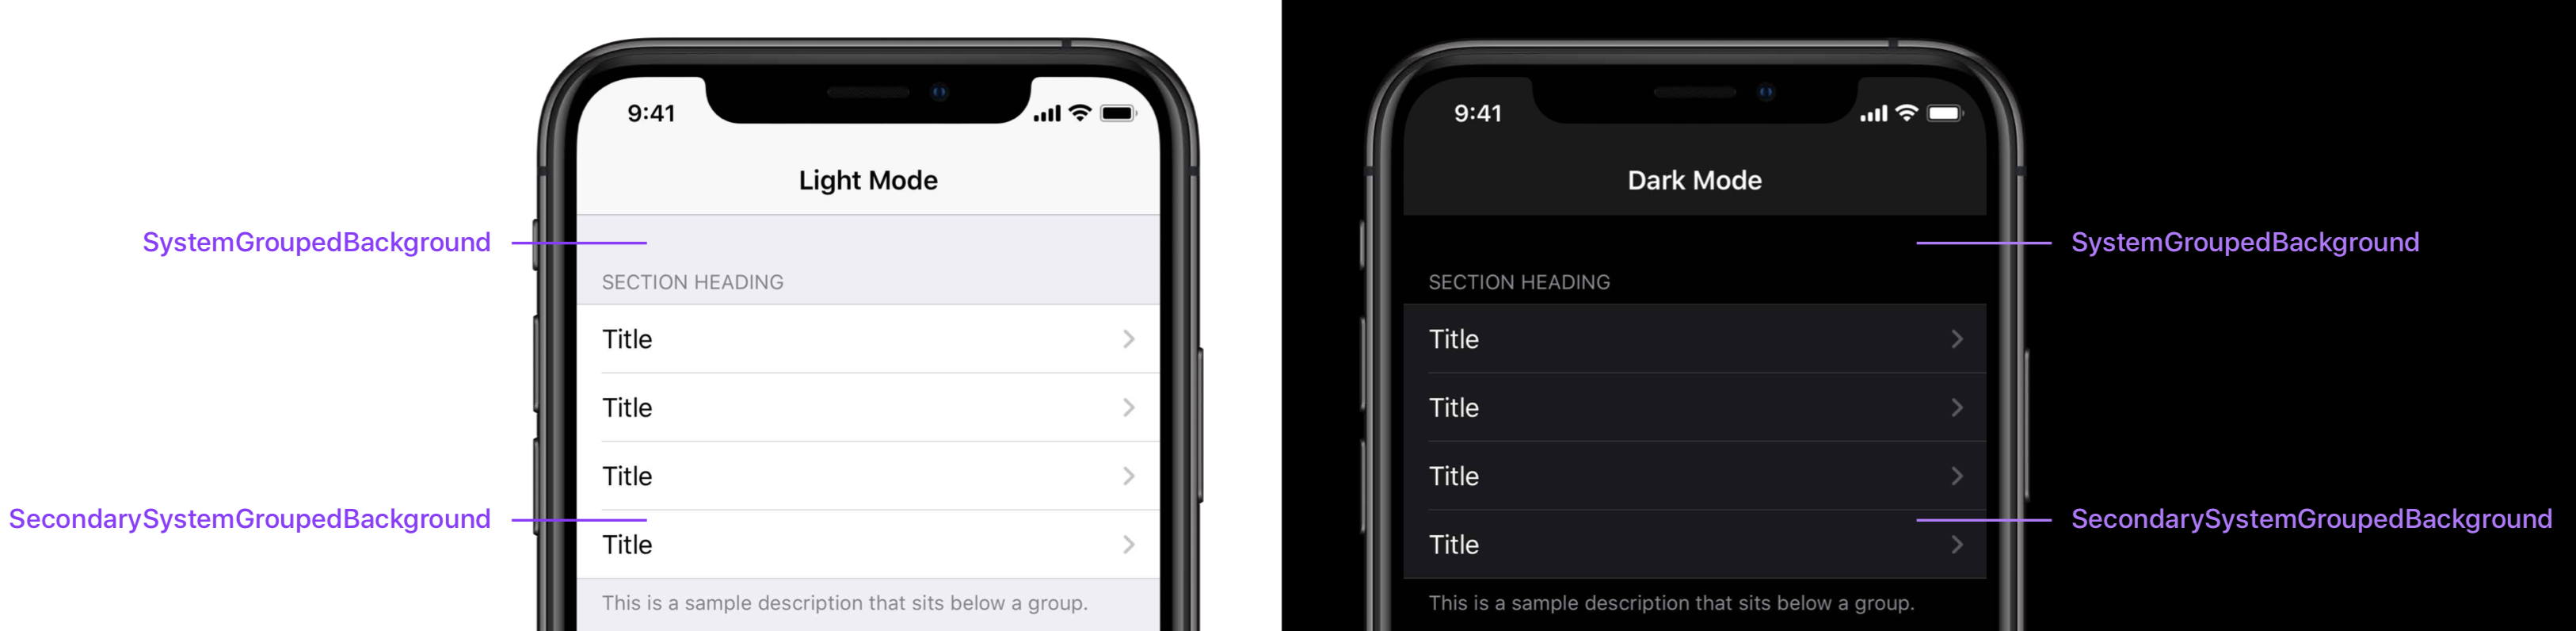 9:41
Light Mode
SystemGroupedBackground
SECTION HEADING
Title
Title
Title
SecondarySystemGroupedBackground
Title
This is a sample description that sits below a group.
9:41
Dark Mode
SystemGroupedBackground
SECTION HEADING
Title
Title
Title
SecondarySystemGroupedBackground
Title
This is a sample description that sits below a group.